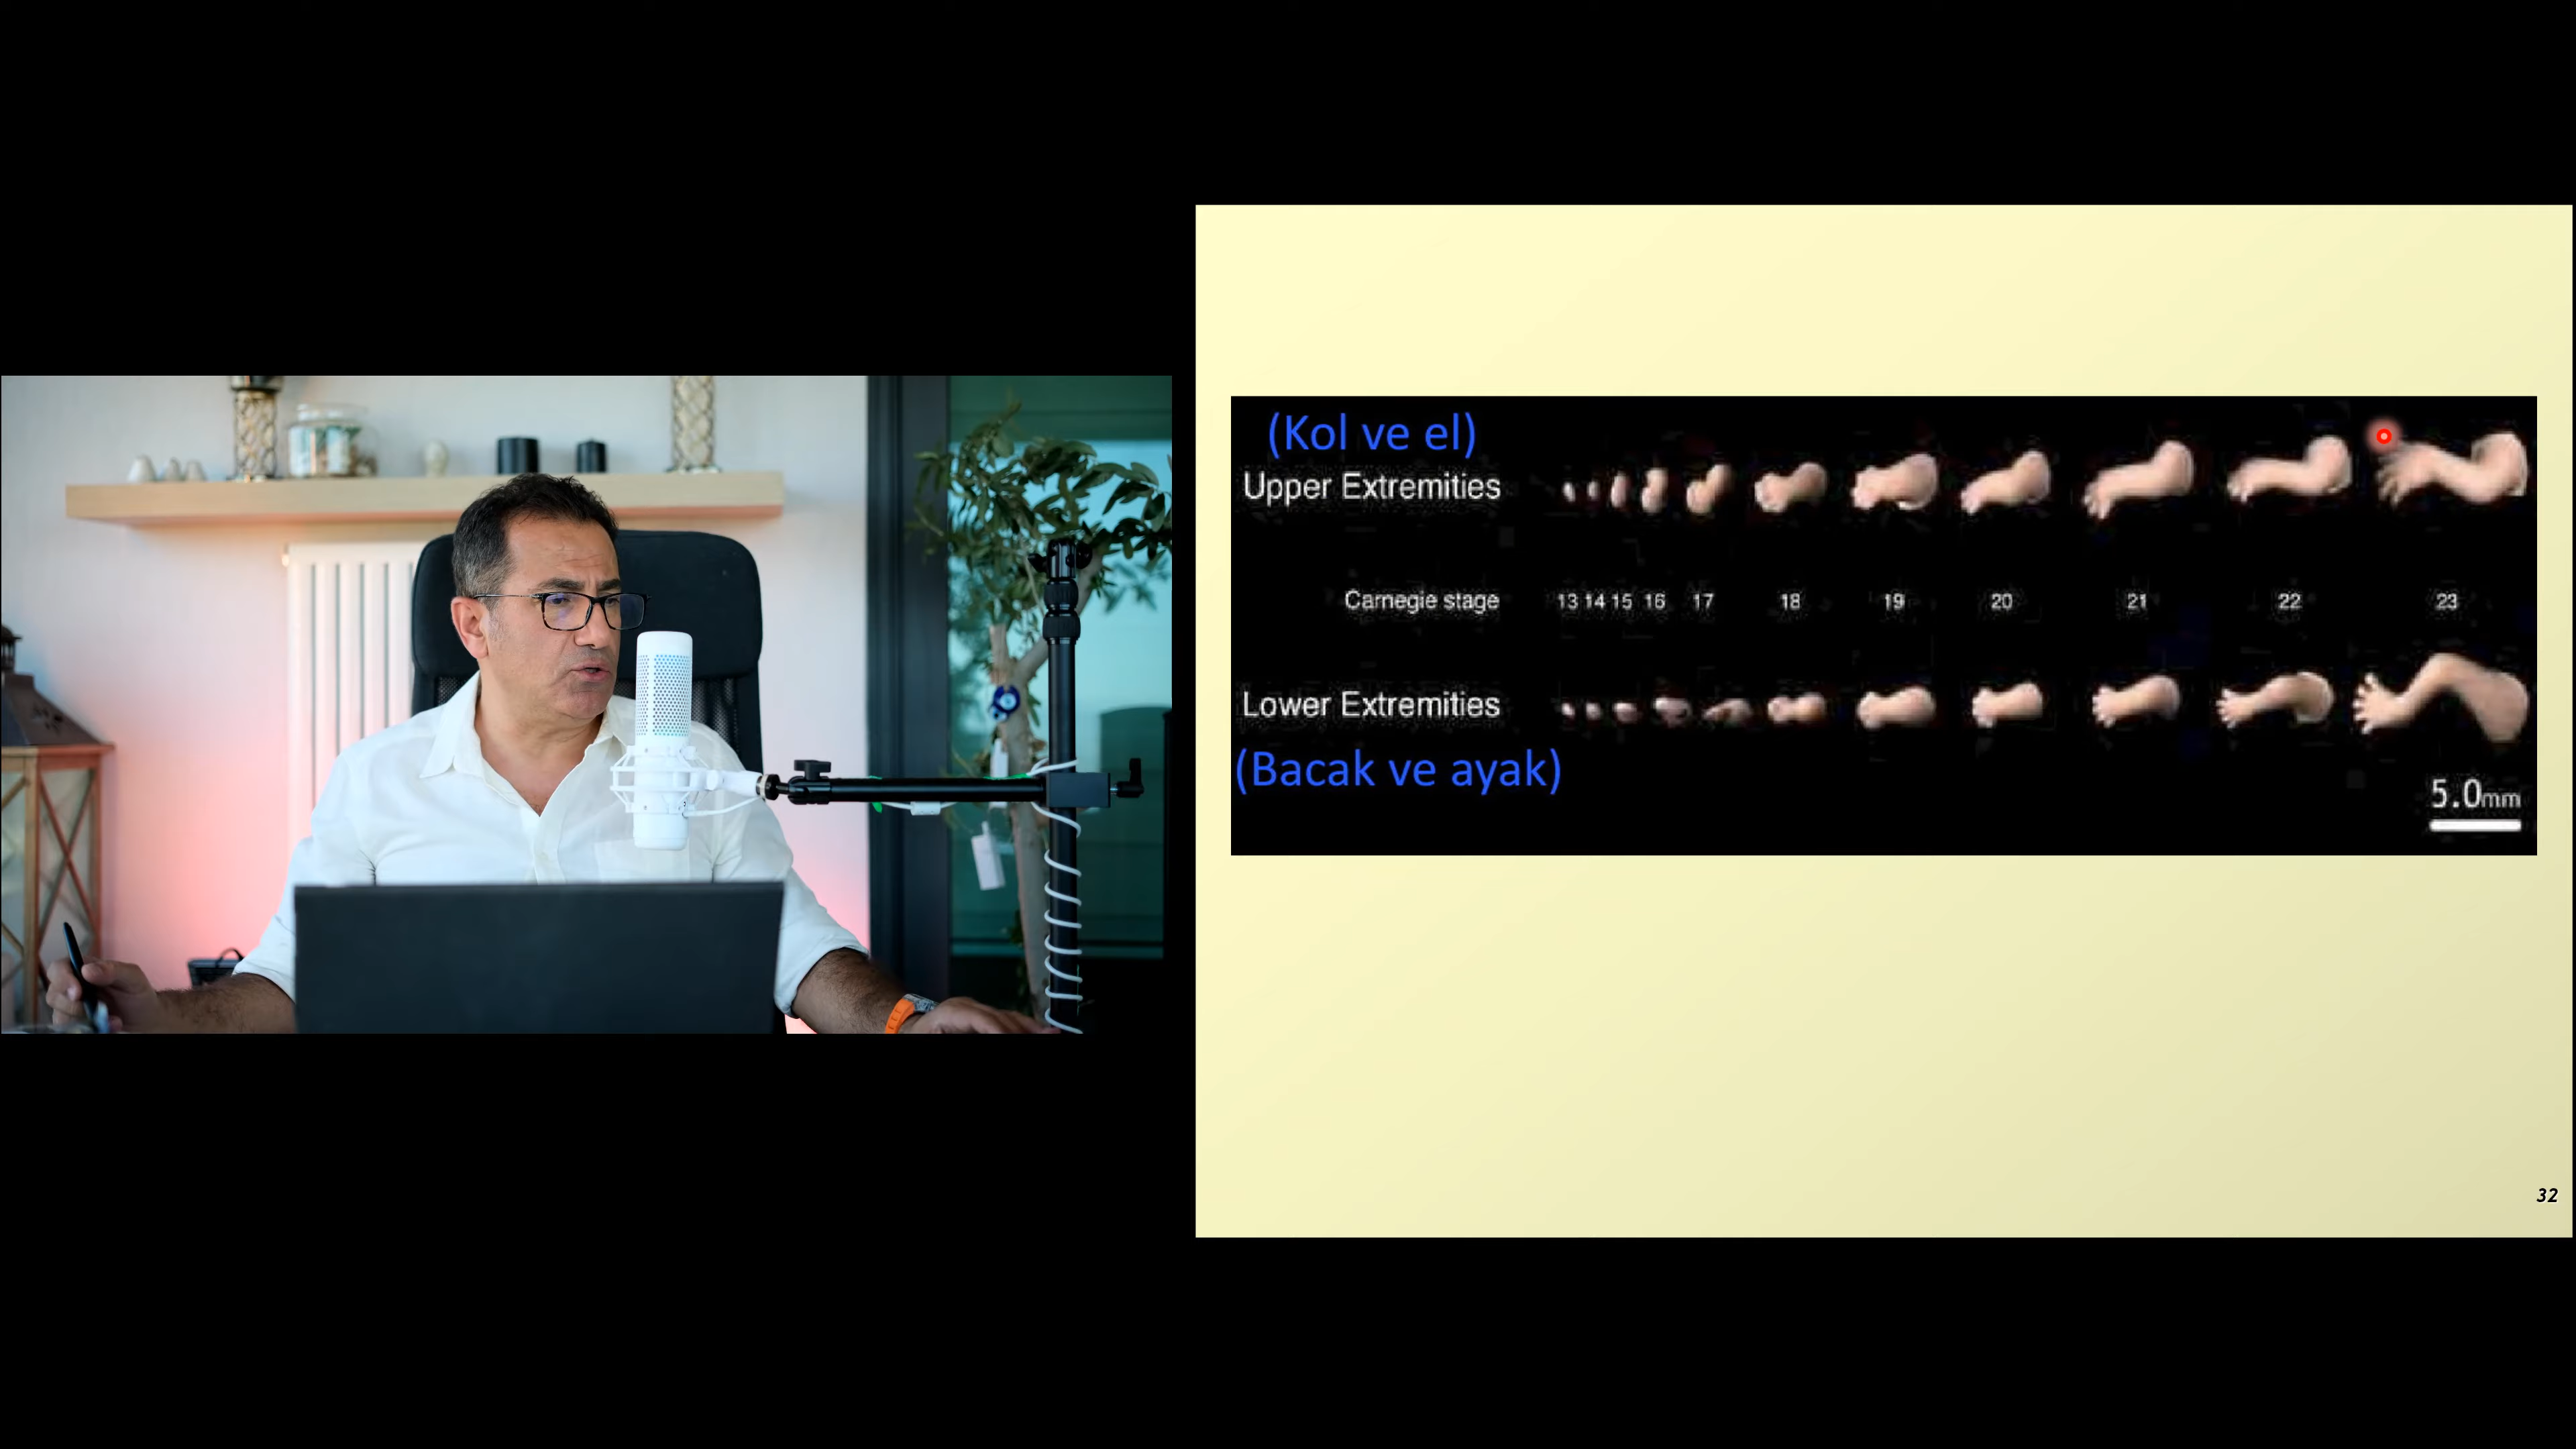 (Kol ve el)
Upper Extremities
Carnegie stage 13 14 15 16 17 18 19 20 21 22 23
Lower Extremities
(Bacak ve ayak)
5.0mm
32